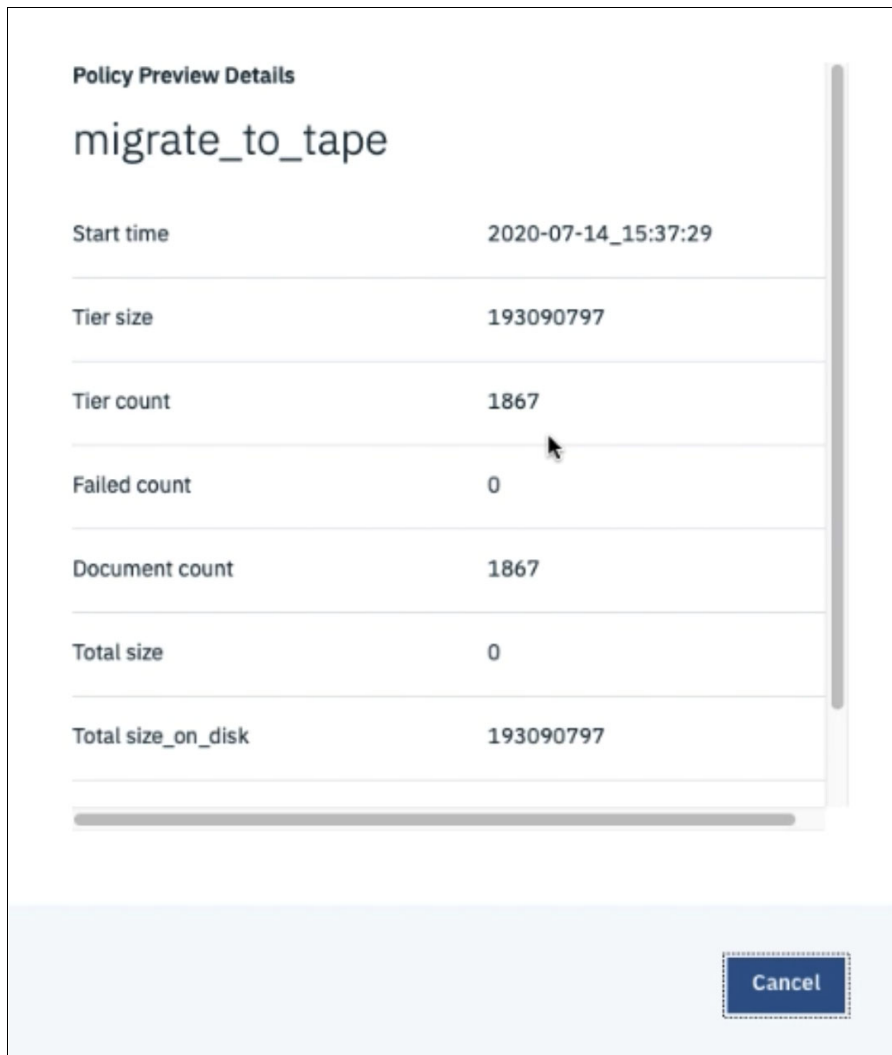 Policy Preview Details
migrate_to_tape
Start time 2020-07-14_15:37:29
Tier size 193090797
Tier count 1867
Failed count 0
Document count 1867
Total size 0
Total size_on_disk 193090797
Cancel